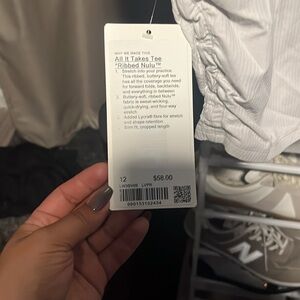 WHY WE MADE THIS
All It Takes Tee
*Ribbed Nulu™
1. Stretch into your practice.
This ribbed, buttery-soft tee
has all the coverage you need
for forward folds, backbends,
and everything in between
2. Buttery-soft, ribbed Nulu™
fabric is sweat-wicking,
quick-drying, and four-way
stretch
Added Lycra® fibre for stretch
and shape retention
Slim fit, cropped length
12
$58.00
LVPR
N